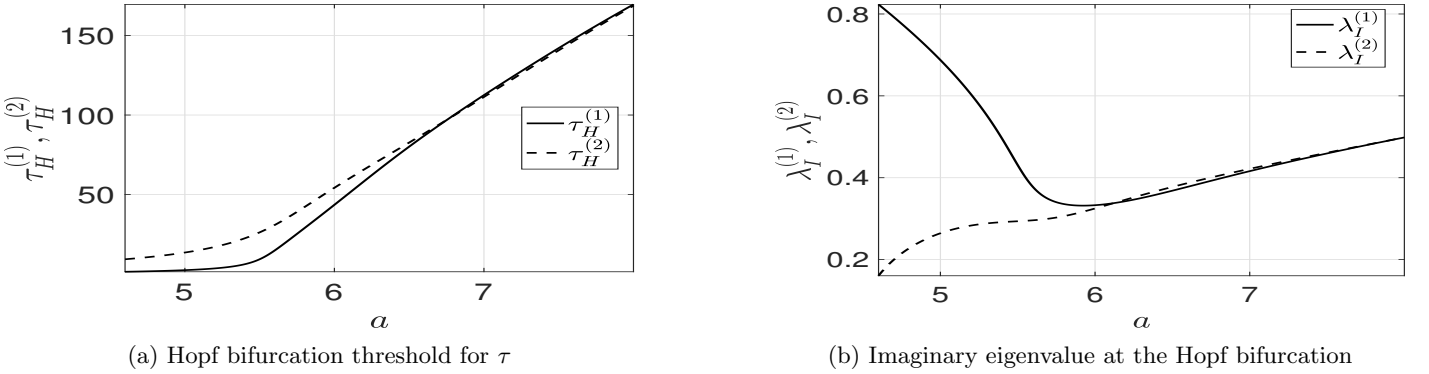 150
100
50
τ_H^(1), τ_H^(2)
τ_H^(1)
τ_H^(2)
5 6 7
a
(a) Hopf bifurcation threshold for τ
0.8
0.6
0.4
0.2
λ_I^(1), λ_I^(2)
λ_I^(1)
λ_I^(2)
5 6 7
a
(b) Imaginary eigenvalue at the Hopf bifurcation